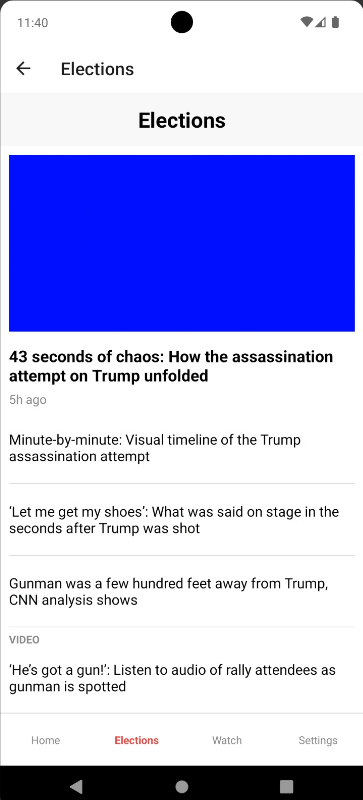 11:40
Elections
Elections
43 seconds of chaos: How the assassination
attempt on Trump unfolded
5h ago
Minute-by-minute: Visual timeline of the Trump
assassination attempt
‘Let me get my shoes’: What was said on stage in the
seconds after Trump was shot
Gunman was a few hundred feet away from Trump,
CNN analysis shows
VIDEO
‘He’s got a gun!’: Listen to audio of rally attendees as
gunman is spotted
Home Elections Watch Settings